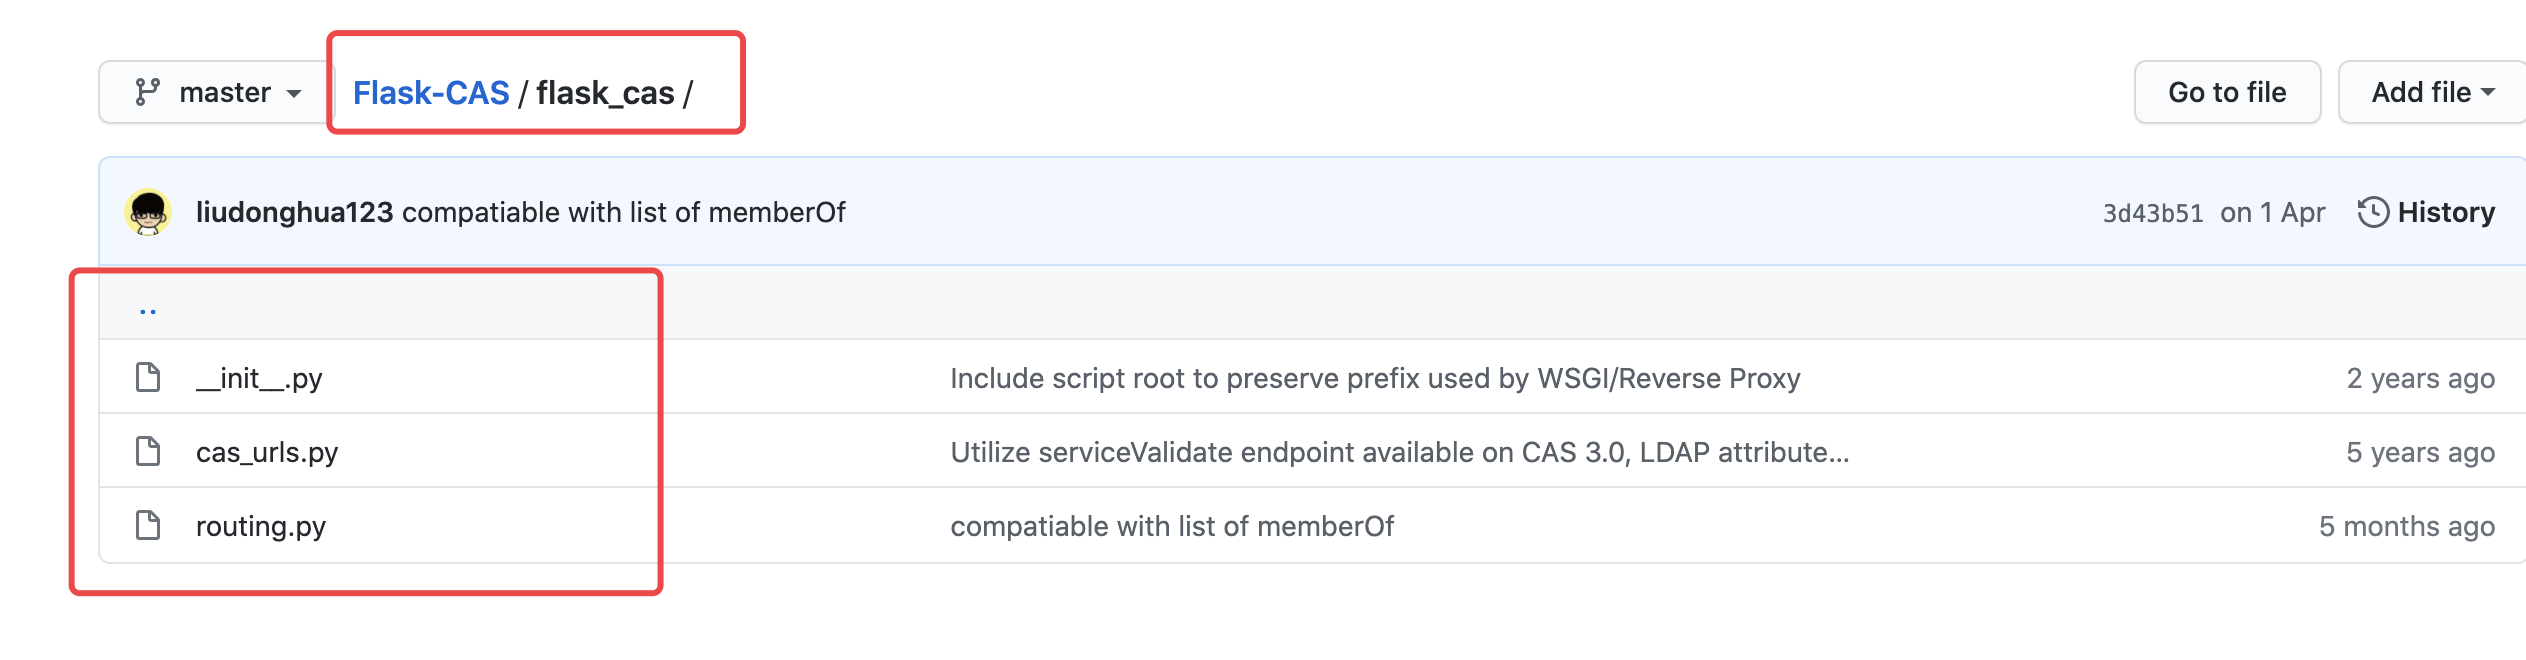 master Flask-CAS / flask_cas / Go to file Add file
liudonghua123 compatiable with list of memberOf 3d43b51 on 1 Apr History
..
__init__.py Include script root to preserve prefix used by WSGI/Reverse Proxy 2 years ago
cas_urls.py Utilize serviceValidate endpoint available on CAS 3.0, LDAP attribute... 5 years ago
routing.py compatiable with list of memberOf 5 months ago